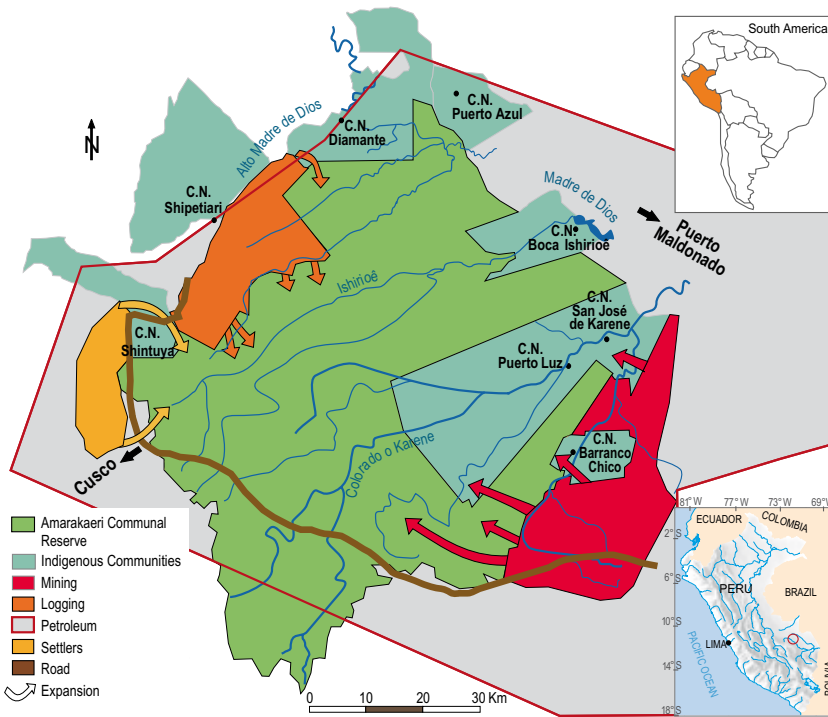 South America
N
Alto Madre de Dios
C.N.
Diamante
C.N.
Puerto Azul
C.N.
Shipetiari
Madre de Dios
C.N.
Boca Ishirioë
Puerto
Maldonado
Ishirioë
C.N.
San José
de Karene
C.N.
Shintuya
C.N.
Puerto Luz
Colorado o Karene
C.N.
Barranco
Chico
Cusco
Amarakaeri Communal
Reserve
Indigenous Communities
Mining
Logging
Petroleum
Settlers
Road
Expansion
0 10 20 30 Km
81°W 77°W 73°W 69°W
ECUADOR
COLOMBIA
2°S
6°S
PERU
BRAZIL
10°S
LIMA
14°S
PACIFIC OCEAN
BOLIVIA
18°S